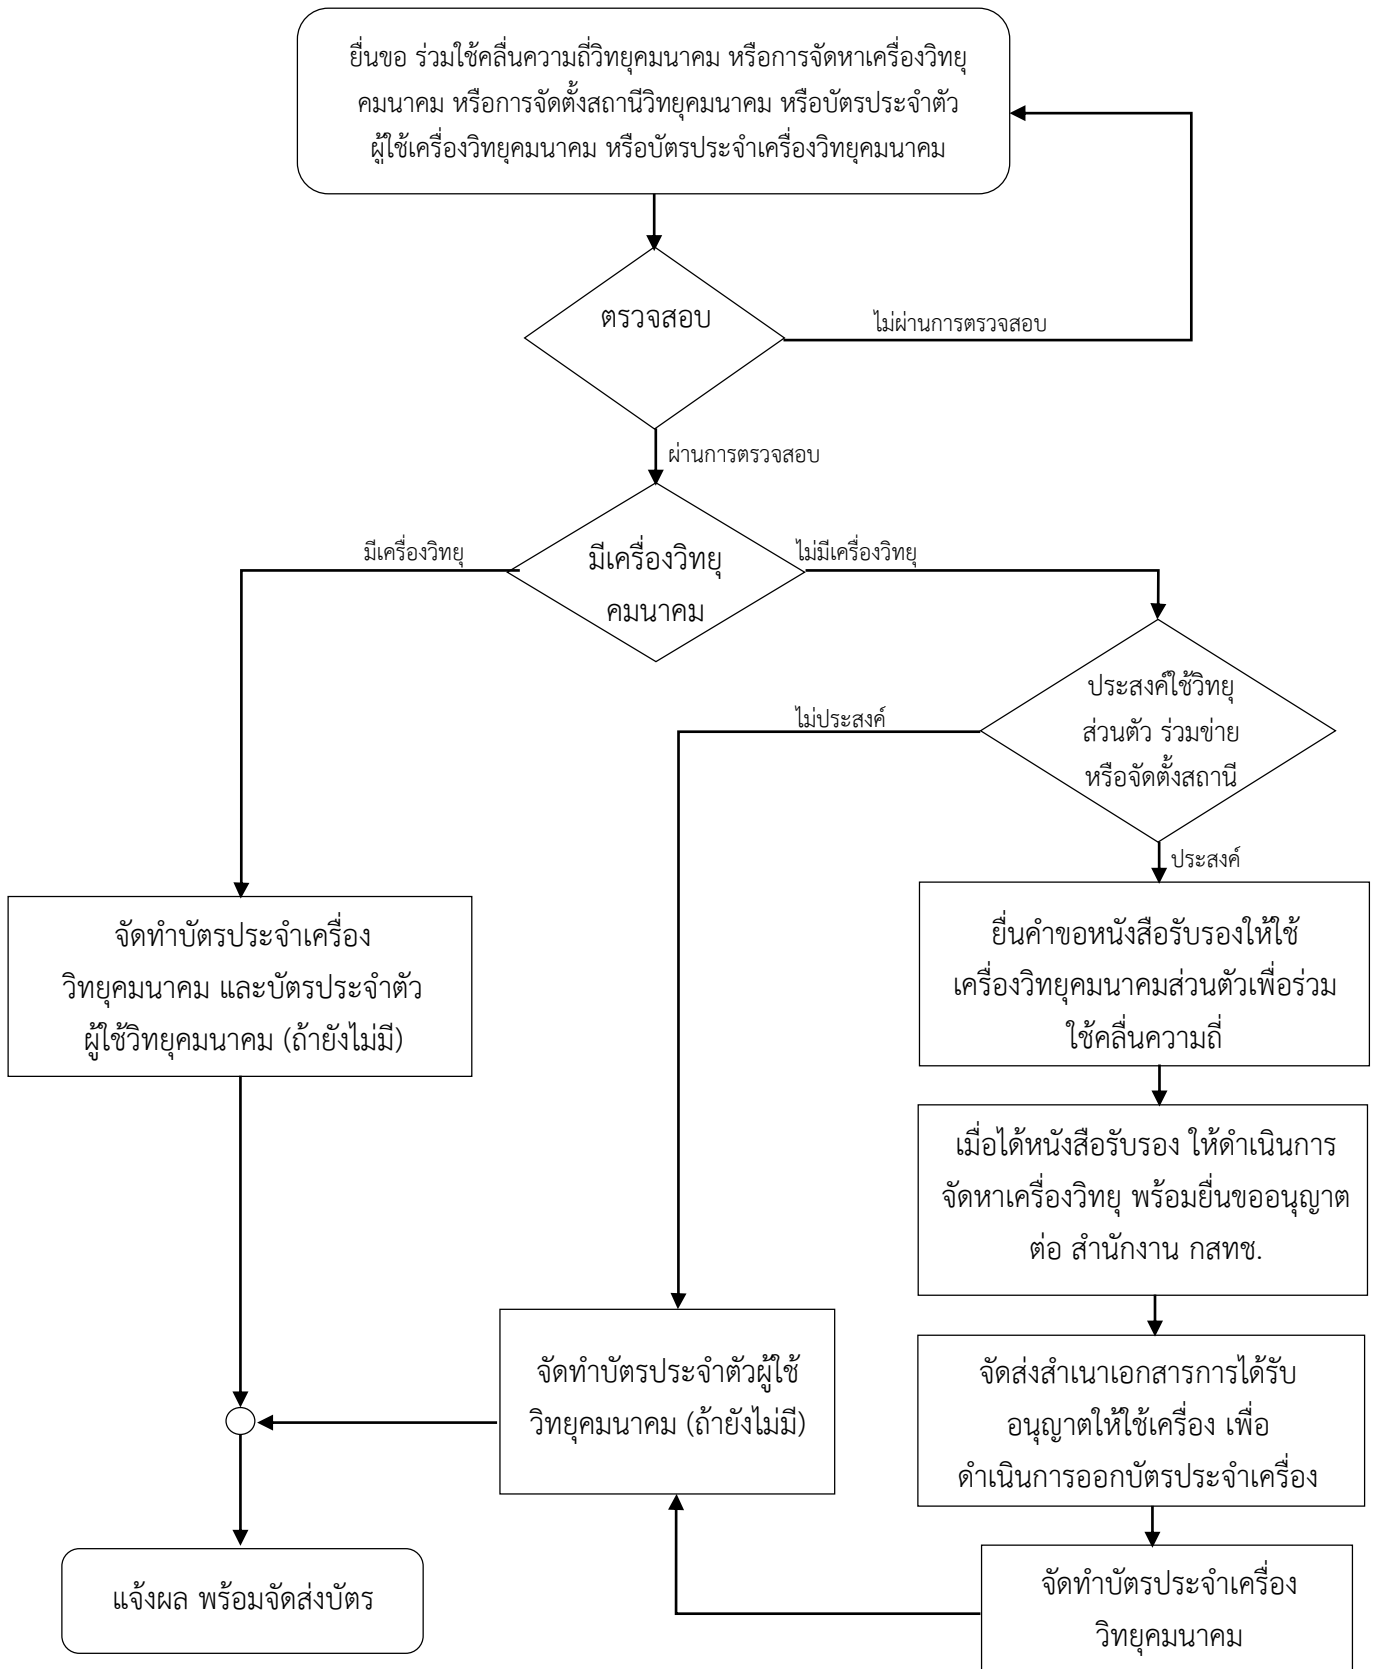 ยื่นขอ ร่วมใช้คลื่นความถี่วิทยุคมนาคม หรือการจัดหาเครื่องวิทยุ
คมนาคม หรือการจัดตั้งสถานีวิทยุคมนาคม หรือบัตรประจำตัว
ผู้ใช้เครื่องวิทยุคมนาคม หรือบัตรประจำเครื่องวิทยุคมนาคม
ตรวจสอบ
ไม่ผ่านการตรวจสอบ
ผ่านการตรวจสอบ
มีเครื่องวิทยุ
มีเครื่องวิทยุ
คมนาคม
ไม่มีเครื่องวิทยุ
ประสงค์ใช้วิทยุ
ส่วนตัว ร่วมข่าย
หรือจัดตั้งสถานี
ไม่ประสงค์
ประสงค์
จัดทำบัตรประจำเครื่อง
วิทยุคมนาคม และบัตรประจำตัว
ผู้ใช้วิทยุคมนาคม (ถ้ายังไม่มี)
ยื่นคำขอหนังสือรับรองให้ใช้
เครื่องวิทยุคมนาคมส่วนตัวเพื่อร่วม
ใช้คลื่นความถี่
เมื่อได้หนังสือรับรอง ให้ดำเนินการ
จัดหาเครื่องวิทยุ พร้อมยื่นขออนุญาต
ต่อ สำนักงาน กสทช.
จัดทำบัตรประจำตัวผู้ใช้
วิทยุคมนาคม (ถ้ายังไม่มี)
จัดส่งสำเนาเอกสารการได้รับ
อนุญาตให้ใช้เครื่อง เพื่อ
ดำเนินการออกบัตรประจำเครื่อง
แจ้งผล พร้อมจัดส่งบัตร
จัดทำบัตรประจำเครื่อง
วิทยุคมนาคม